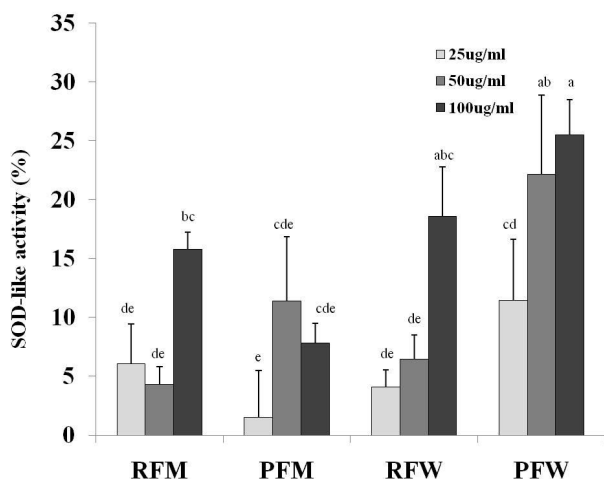 35
30
25
20
15
10
5
0
SOD-like activity (%)
25ug/ml
50ug/ml
100ug/ml
de
de
bc
e
cde
cde
de
de
abc
cd
ab
a
RFM PFM RFW PFW